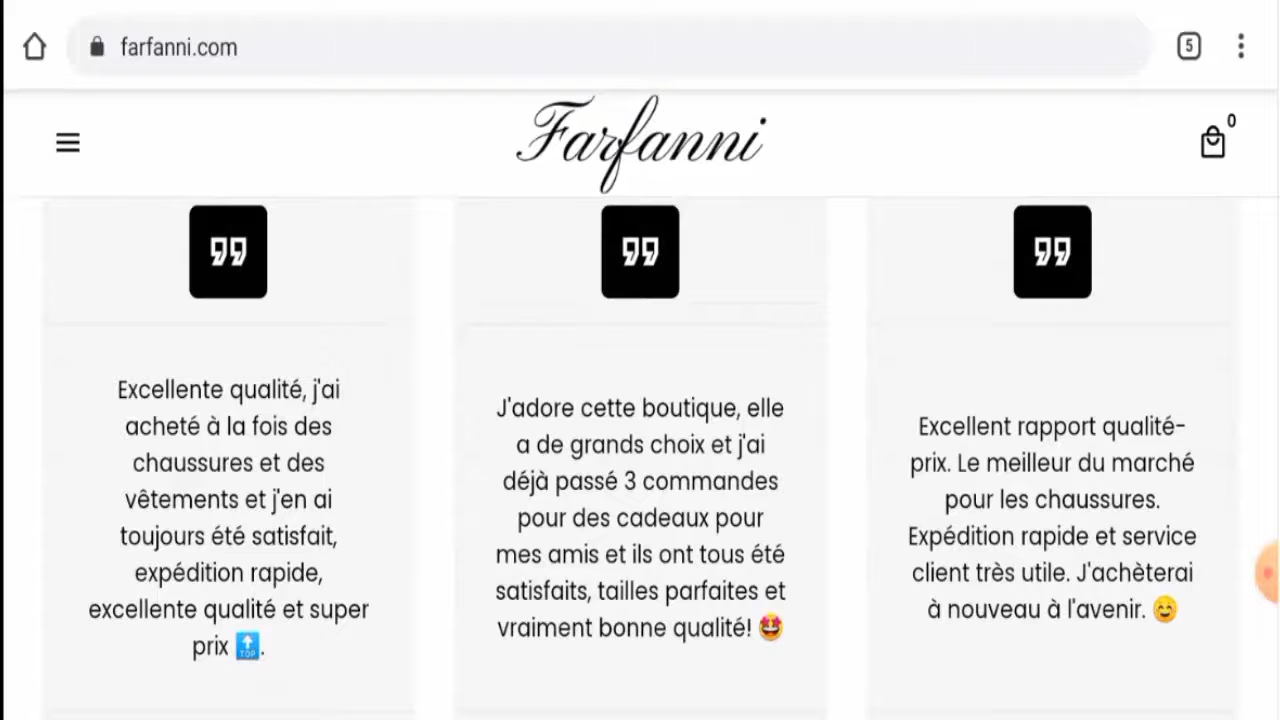 farfanni.com
5
Farfanni
0
Excellente qualité, j'ai
acheté à la fois des
chaussures et des
vêtements et j'en ai
toujours été satisfait,
expédition rapide,
excellente qualité et super
prix 🔝.
J'adore cette boutique, elle
a de grands choix et j'ai
déjà passé 3 commandes
pour des cadeaux pour
mes amis et ils ont tous été
satisfaits, tailles parfaites et
vraiment bonne qualité! 🤩
Excellent rapport qualité-
prix. Le meilleur du marché
pour les chaussures.
Expédition rapide et service
client très utile. J'achèterai
à nouveau à l'avenir. ☺️